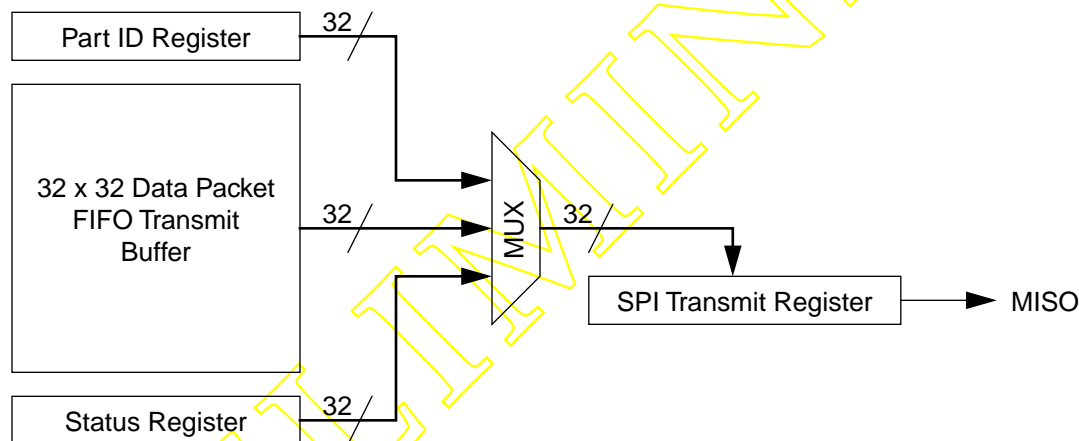 Part ID Register
32
32 x 32 Data Packet
FIFO Transmit
Buffer
32
MUX
32
SPI Transmit Register
MISO
Status Register
32